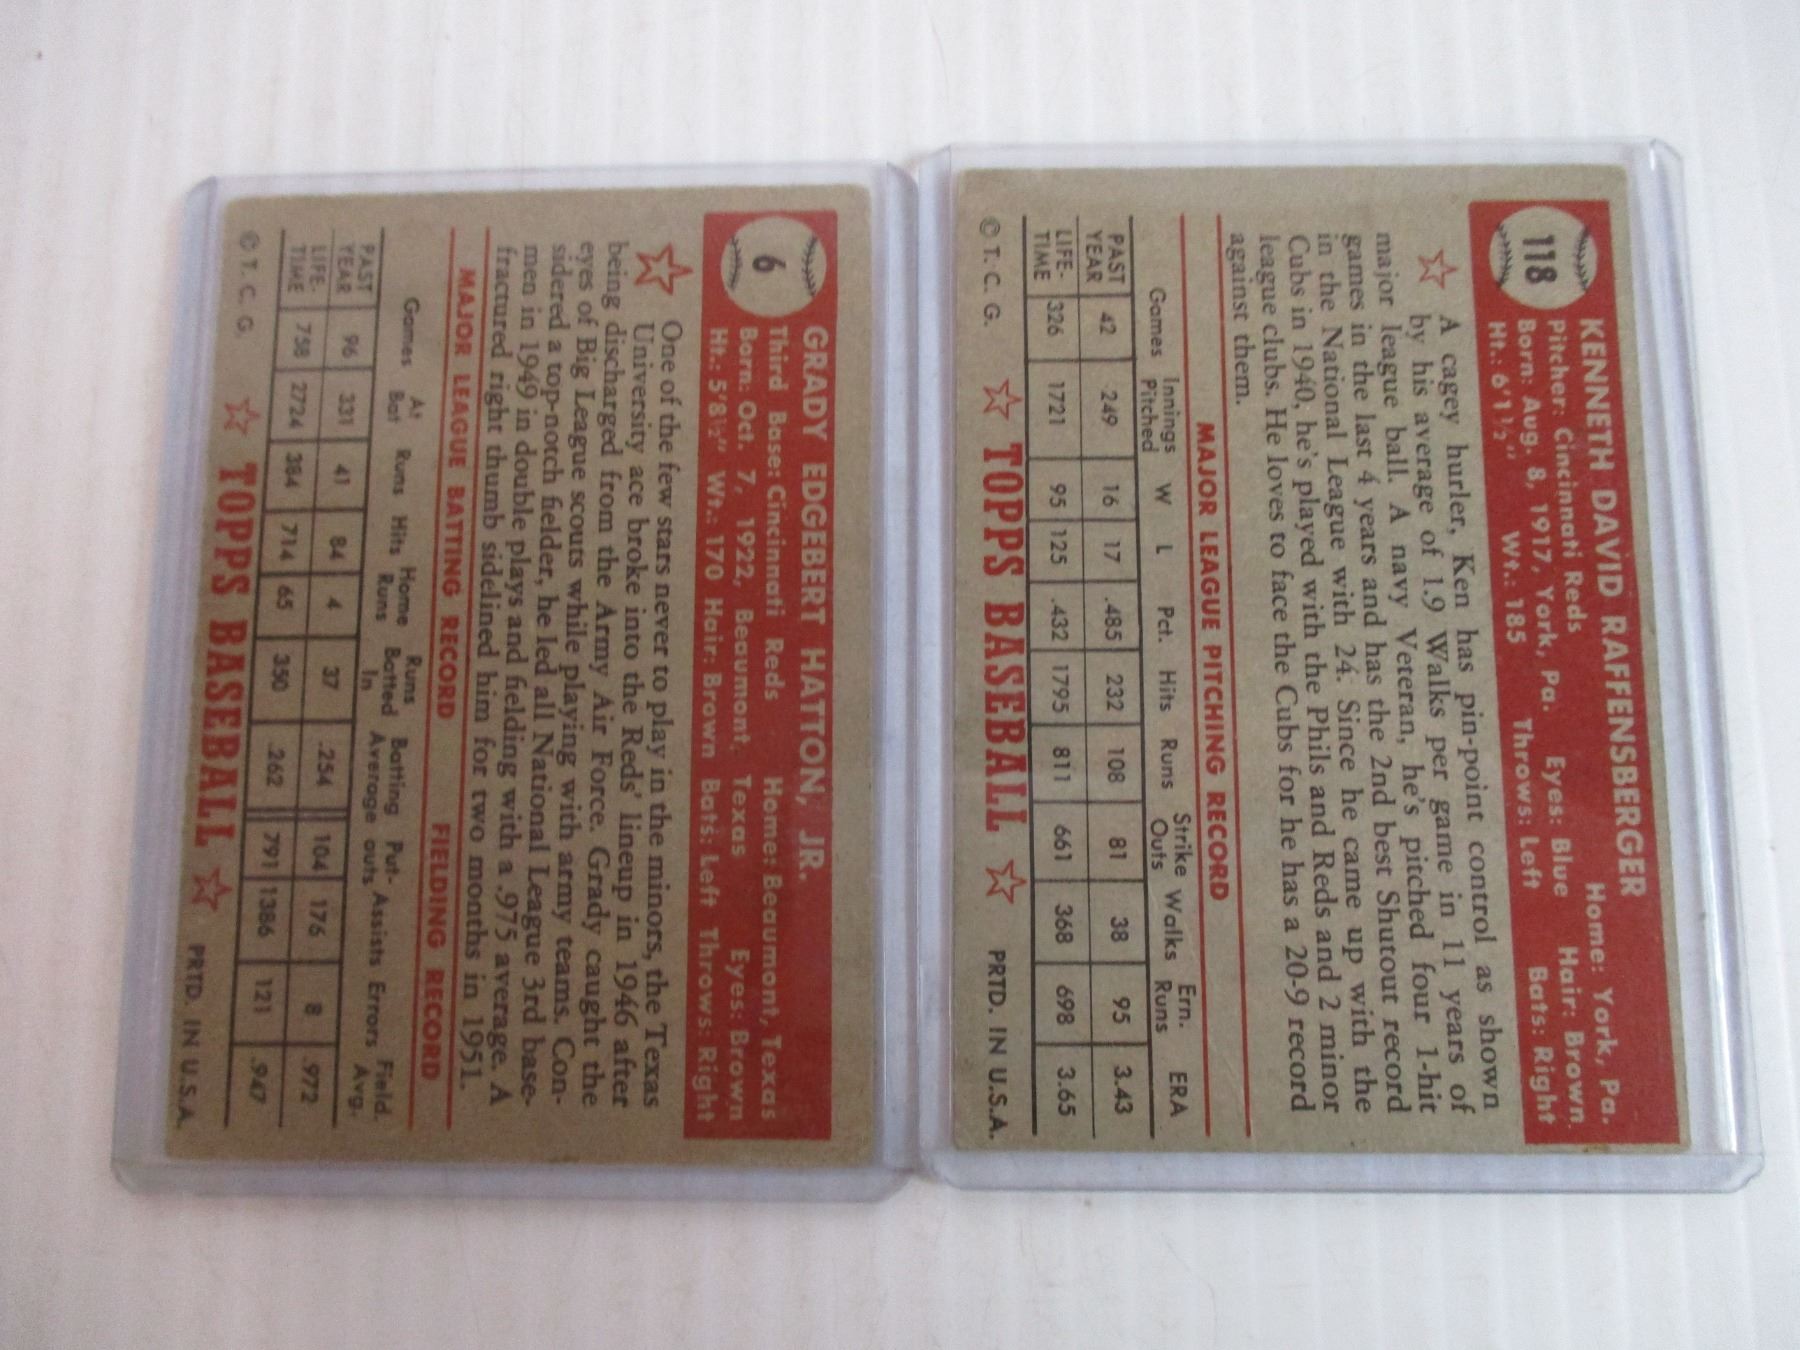 118
KENNETH DAVID RAFFENSBERGER
Pitcher: Cincinnati Reds Home: York, Pa.
Born: Aug. 8, 1917, York, Pa. Eyes: Blue Hair: Brown
Ht.: 6'1½" Wt.: 185 Throws: Left Bats: Right
A cagey hurler, Ken has pin-point control as shown
by his average of 1.9 Walks per game in 11 years of
major league ball. A navy Veteran, he's pitched four 1-hit
games in the last 4 years and has the 2nd best Shutout record
in the National League with 24. Since he came up with the
Cubs in 1940, he's played with the Phils and Reds and 2 minor
league clubs. He loves to face the Cubs for he has a 20-9 record
against them.
MAJOR LEAGUE PITCHING RECORD
Games Innings Pitched W L Pct. Hits Runs Strike Outs Walks Ern. Runs ERA
PAST YEAR 42 249 16 17 .485 232 108 81 38 95 3.43
LIFE-TIME 326 1721 95 125 .432 1795 811 661 368 698 3.65
© T. C. G. TOPPS BASEBALL PRTD. IN U.S.A.
6
GRADY EDGEBERT HATTON, JR.
Third Base: Cincinnati Reds Home: Beaumont, Texas
Born: Oct. 7, 1922, Beaumont, Texas Eyes: Brown
Ht.: 5'8½" Wt.: 170 Hair: Brown Bats: Left Throws: Right
One of the few stars never to play in the minors, the Texas
University ace broke into the Reds' lineup in 1946 after
being discharged from the Army Air Force. Grady caught the
eyes of Big League scouts while playing with army teams. Con-
sidered a top-notch fielder, he led all National League 3rd base-
men in 1949 in double plays and fielding with a .975 average. A
fractured right thumb sidelined him for two months in 1951.
MAJOR LEAGUE BATTING RECORD FIELDING RECORD
Games At Bat Runs Hits Home Runs Runs Batted In Batting Average Put-outs Assists Errors Field. Avg.
PAST YEAR 96 331 41 84 4 37 .254 104 176 8 .972
LIFE-TIME 758 2724 384 714 65 350 .262 791 1386 121 .947
© T. C. G. TOPPS BASEBALL PRTD. IN U.S.A.